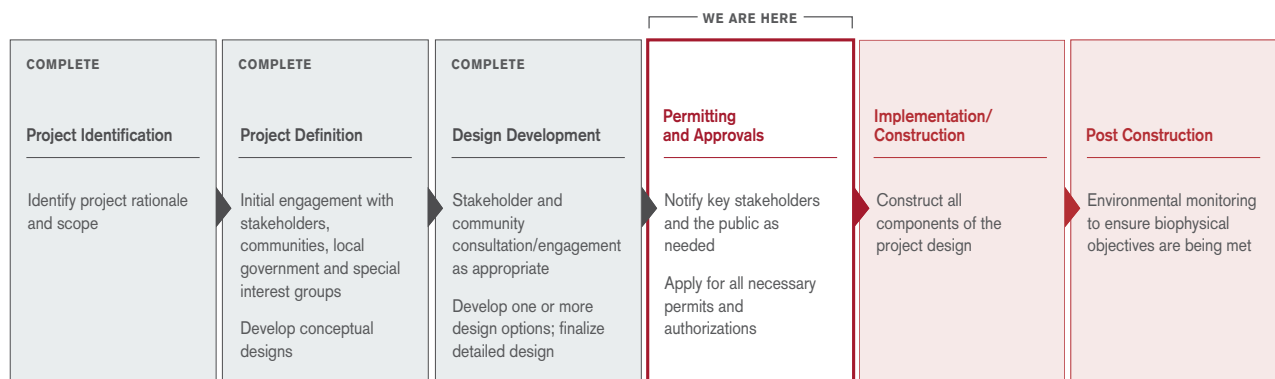 WE ARE HERE
COMPLETE
Project Identification
Identify project rationale
and scope
COMPLETE
Project Definition
Initial engagement with
stakeholders,
communities, local
government and special
interest groups
Develop conceptual
designs
COMPLETE
Design Development
Stakeholder and
community
consultation/engagement
as appropriate
Develop one or more
design options; finalize
detailed design
Permitting
and Approvals
Notify key stakeholders
and the public as
needed
Apply for all necessary
permits and
authorizations
Implementation/
Construction
Construct all
components of the
project design
Post Construction
Environmental monitoring
to ensure biophysical
objectives are being met